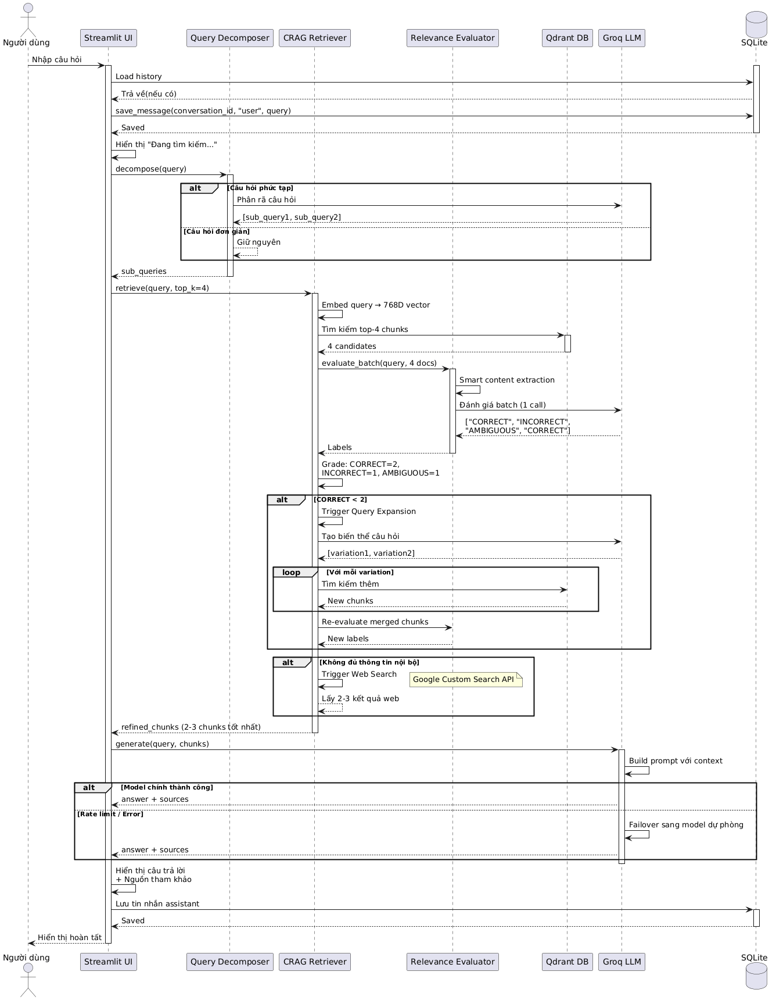 Người dùng
Streamlit UI
Query Decomposer
CRAG Retriever
Relevance Evaluator
Qdrant DB
Groq LLM
SQLite
Nhập câu hỏi
Load history
Trả về(nếu có)
save_message(conversation_id, "user", query)
Saved
Hiển thị "Đang tìm kiếm..."
decompose(query)
alt
[Câu hỏi phức tạp]
Phân rã câu hỏi
[sub_query1, sub_query2]
[Câu hỏi đơn giản]
Giữ nguyên
sub_queries
retrieve(query, top_k=4)
Embed query → 768D vector
Tìm kiếm top-4 chunks
4 candidates
evaluate_batch(query, 4 docs)
Smart content extraction
Đánh giá batch (1 call)
["CORRECT", "INCORRECT",
"AMBIGUOUS", "CORRECT"]
Labels
Grade: CORRECT=2,
INCORRECT=1, AMBIGUOUS=1
alt
[CORRECT < 2]
Trigger Query Expansion
Tạo biến thể câu hỏi
[variation1, variation2]
loop
[Với mỗi variation]
Tìm kiếm thêm
New chunks
Re-evaluate merged chunks
New labels
alt
[Không đủ thông tin nội bộ]
Trigger Web Search
Google Custom Search API
Lấy 2-3 kết quả web
refined_chunks (2-3 chunks tốt nhất)
generate(query, chunks)
Build prompt với context
alt
[Model chính thành công]
answer + sources
[Rate limit / Error]
Failover sang model dự phòng
answer + sources
Hiển thị câu trả lời
+ Nguồn tham khảo
Lưu tin nhắn assistant
Saved
Hiển thị hoàn tất
Người dùng
Streamlit UI
Query Decomposer
CRAG Retriever
Relevance Evaluator
Qdrant DB
Groq LLM
SQLite